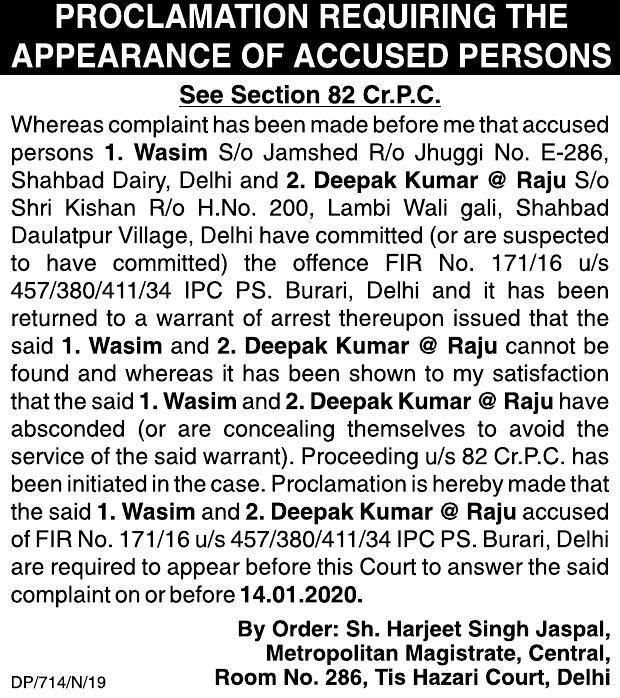 PROCLAMATION REQUIRING THE
APPEARANCE OF ACCUSED PERSONS
See Section 82 Cr.P.C.
Whereas complaint has been made before me that accused
persons 1. Wasim S/o Jamshed R/o Jhuggi No. E-286,
Shahbad Dairy, Delhi and 2. Deepak Kumar @ Raju S/o
Shri Kishan R/o H.No. 200, Lambi Wali gali, Shahbad
Daulatpur Village, Delhi have committed (or are suspected
to have committed) the offence FIR No. 171/16 u/s
457/380/411/34 IPC PS. Burari, Delhi and it has been
returned to a warrant of arrest thereupon issued that the
said 1. Wasim and 2. Deepak Kumar @ Raju cannot be
found and whereas it has been shown to my satisfaction
that the said 1. Wasim and 2. Deepak Kumar @ Raju have
absconded (or are concealing themselves to avoid the
service of the said warrant). Proceeding u/s 82 Cr.P.C. has
been initiated in the case. Proclamation is hereby made that
the said 1. Wasim and 2. Deepak Kumar @ Raju accused
of FIR No. 171/16 u/s 457/380/411/34 IPC PS. Burari, Delhi
are required to appear before this Court to answer the said
complaint on or before 14.01.2020.
By Order: Sh. Harjeet Singh Jaspal,
Metropolitan Magistrate, Central,
DP/714/N/19 Room No. 286, Tis Hazari Court, Delhi